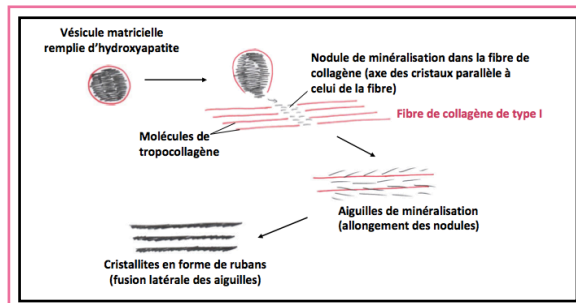 Vésicule matricielle
remplie d'hydroxyapatite
Nodule de minéralisation dans la fibre de
collagène (axe des cristaux parallèle à
celui de la fibre)
Fibre de collagène de type I
Molécules de
tropocollagène
Aiguilles de minéralisation
(allongement des nodules)
Cristallites en forme de rubans
(fusion latérale des aiguilles)